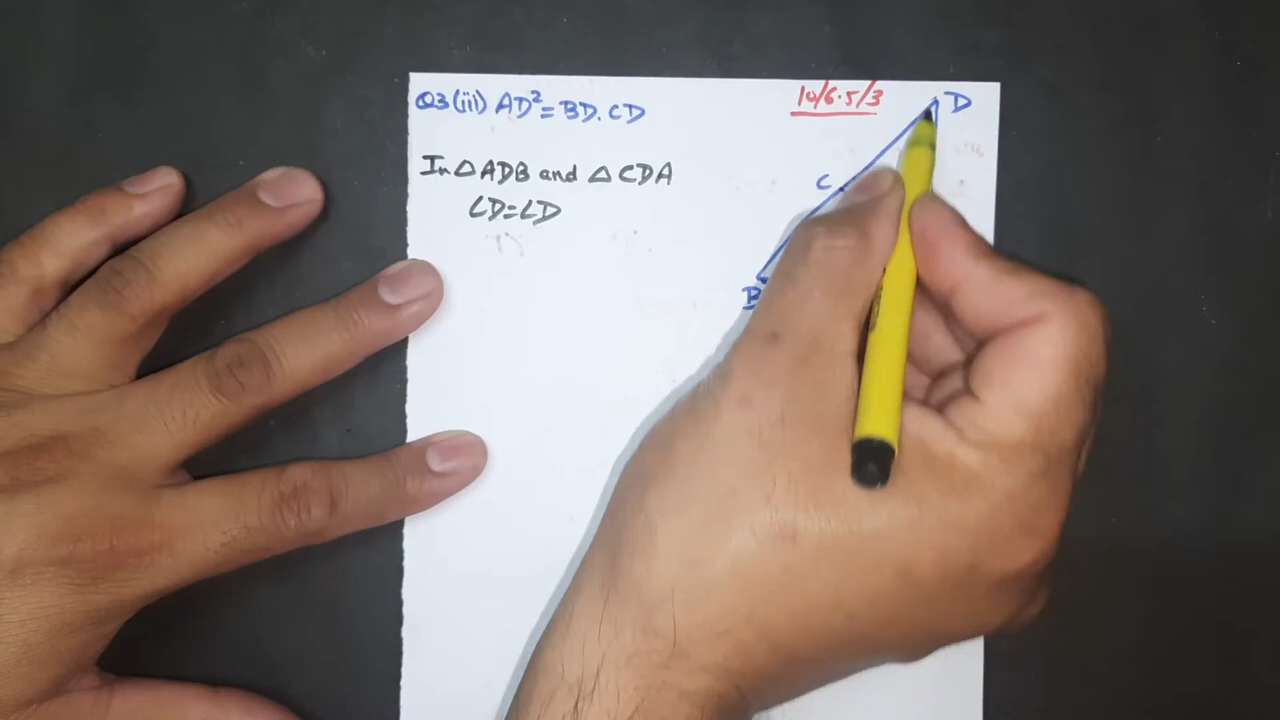 Q3(iii) AD²=BD.CD
10/6.5/3
D
In △ADB and △CDA
C
∠D=∠D
B